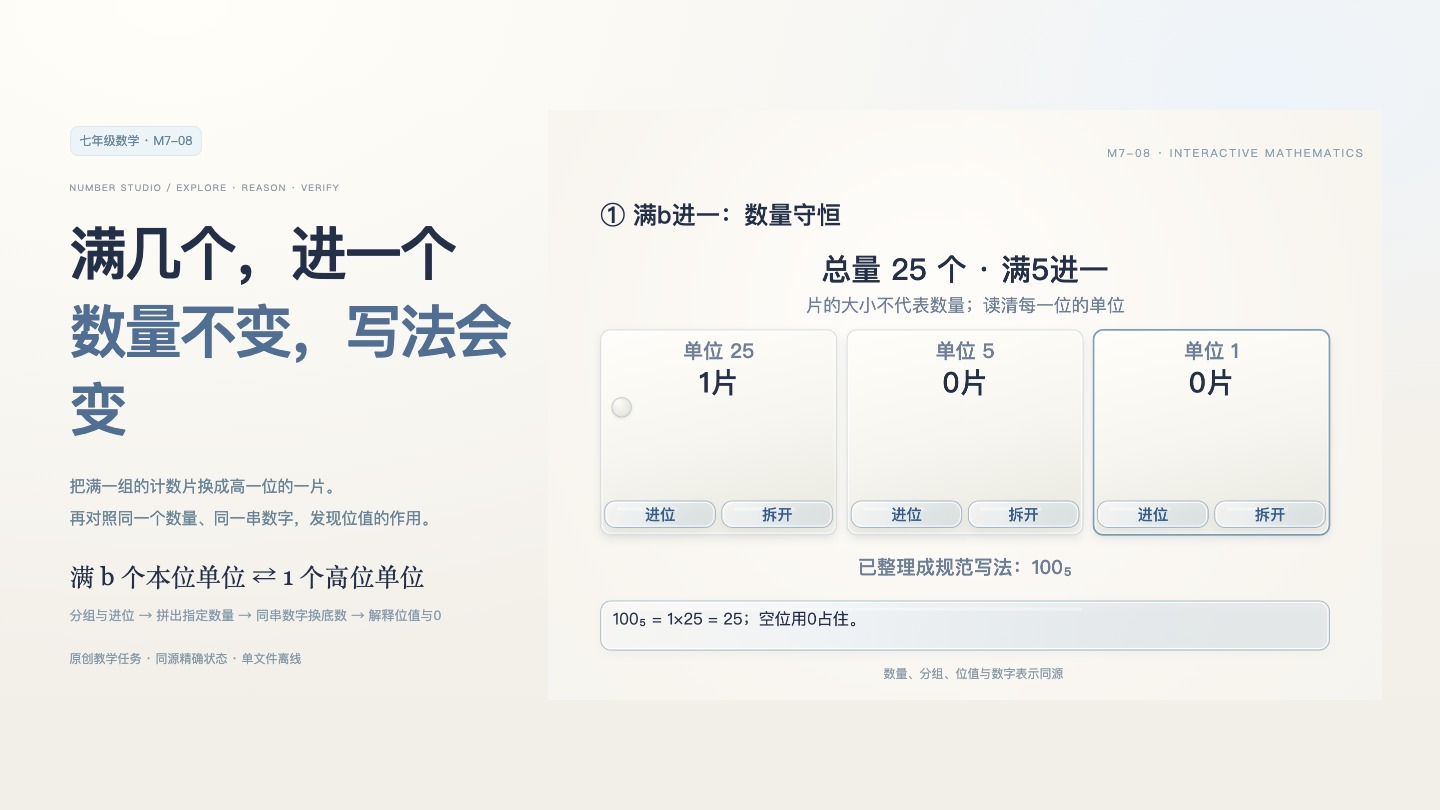 七年级数学 · M7–08
NUMBER STUDIO / EXPLORE · REASON · VERIFY
满几个，进一个
数量不变，写法会
变
把满一组的计数片换成高一位的一片。
再对照同一个数量、同一串数字，发现位值的作用。
满 b 个本位单位 ⇄ 1 个高位单位
分组与进位 → 拼出指定数量 → 同串数字换底数 → 解释位值与0
原创教学任务 · 同源精确状态 · 单文件离线
M7–08 · INTERACTIVE MATHEMATICS
① 满b进一：数量守恒
总量 25 个 · 满5进一
片的大小不代表数量；读清每一位的单位
单位 25
1片
进位 拆开
单位 5
0片
进位 拆开
单位 1
0片
进位 拆开
已整理成规范写法：100₅
100₅ = 1×25 = 25；空位用0占住。
数量、分组、位值与数字表示同源